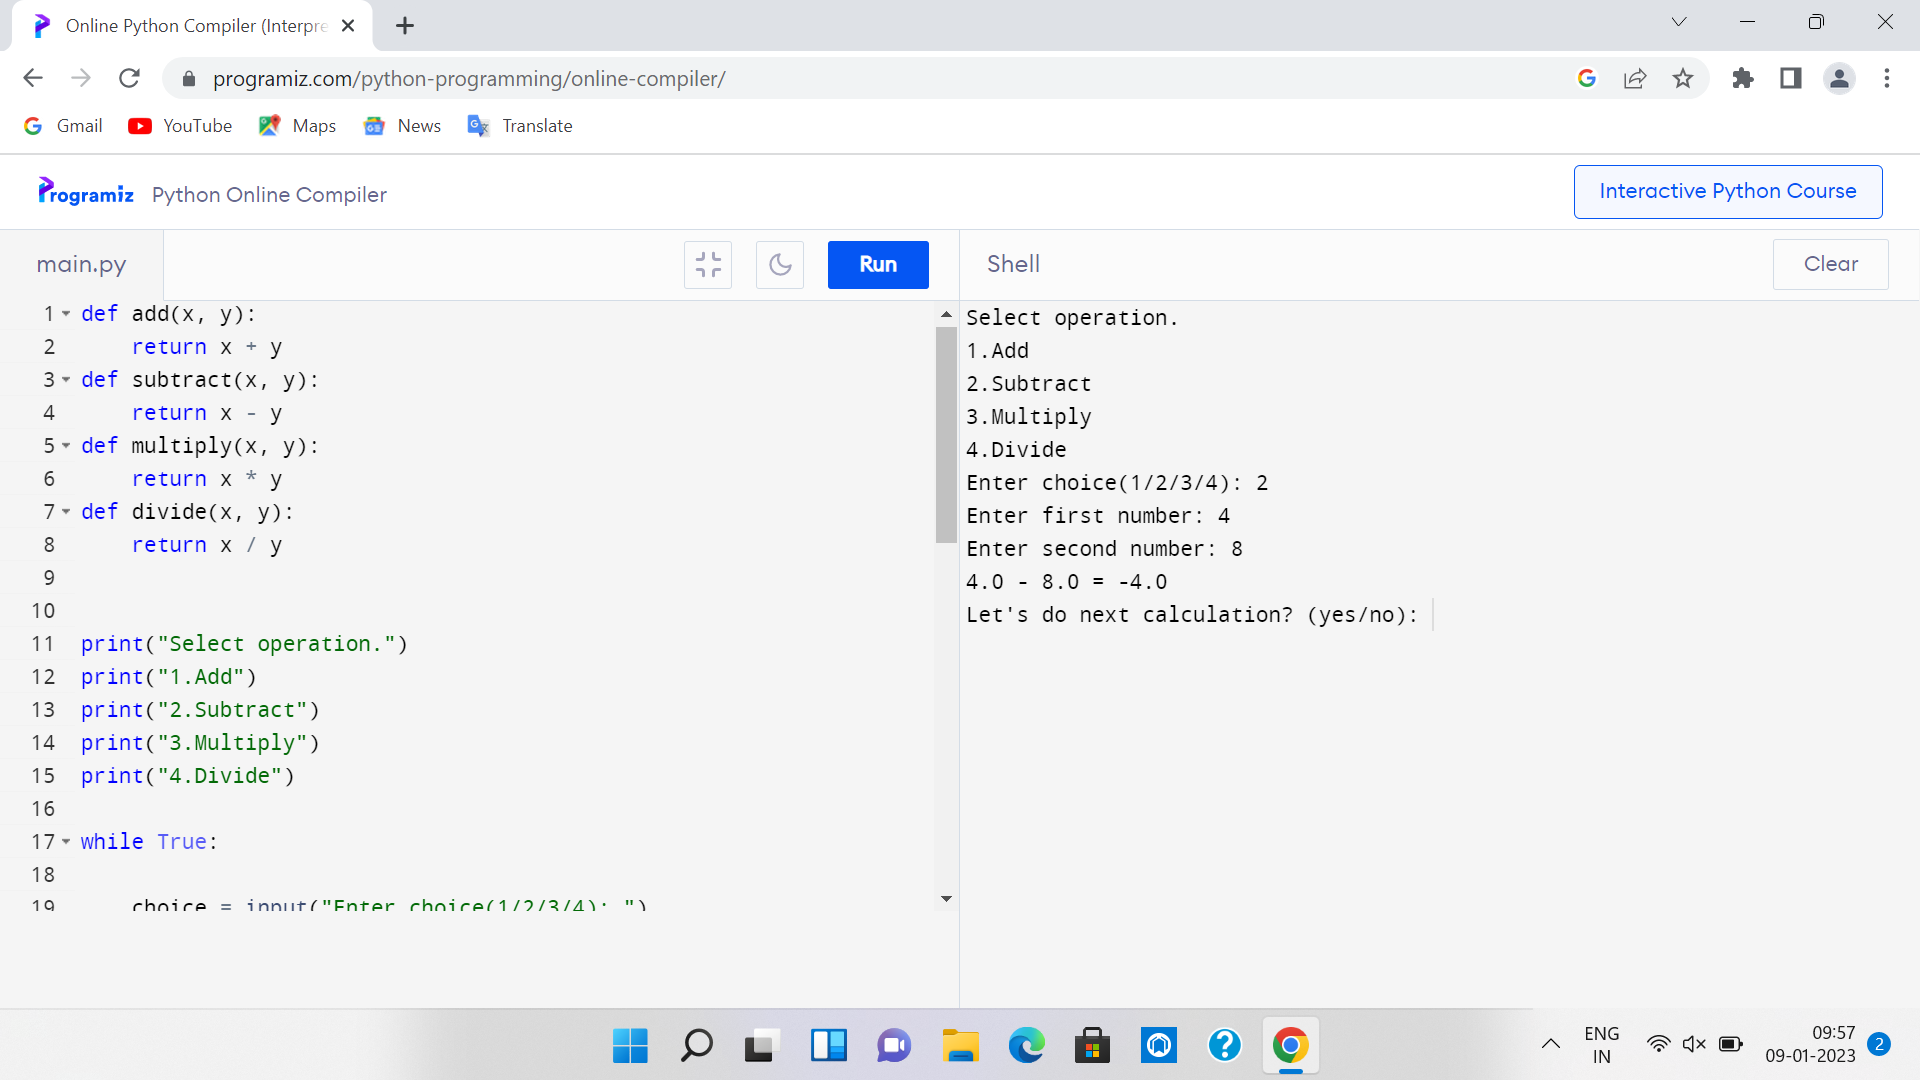 Online Python Compiler (Interpre
programiz.com/python-programming/online-compiler/
Gmail
YouTube
Maps
News
Translate
Programiz Python Online Compiler
Interactive Python Course
main.py
Run
1 def add(x, y):
2     return x + y
3 def subtract(x, y):
4     return x - y
5 def multiply(x, y):
6     return x * y
7 def divide(x, y):
8     return x / y
9
10
11 print("Select operation.")
12 print("1.Add")
13 print("2.Subtract")
14 print("3.Multiply")
15 print("4.Divide")
16
17 while True:
18
19     choice = input("Enter choice(1/2/3/4): ")
Shell
Clear
Select operation.
1.Add
2.Subtract
3.Multiply
4.Divide
Enter choice(1/2/3/4): 2
Enter first number: 4
Enter second number: 8
4.0 - 8.0 = -4.0
Let's do next calculation? (yes/no):
ENG
IN
09:57
09-01-2023
2